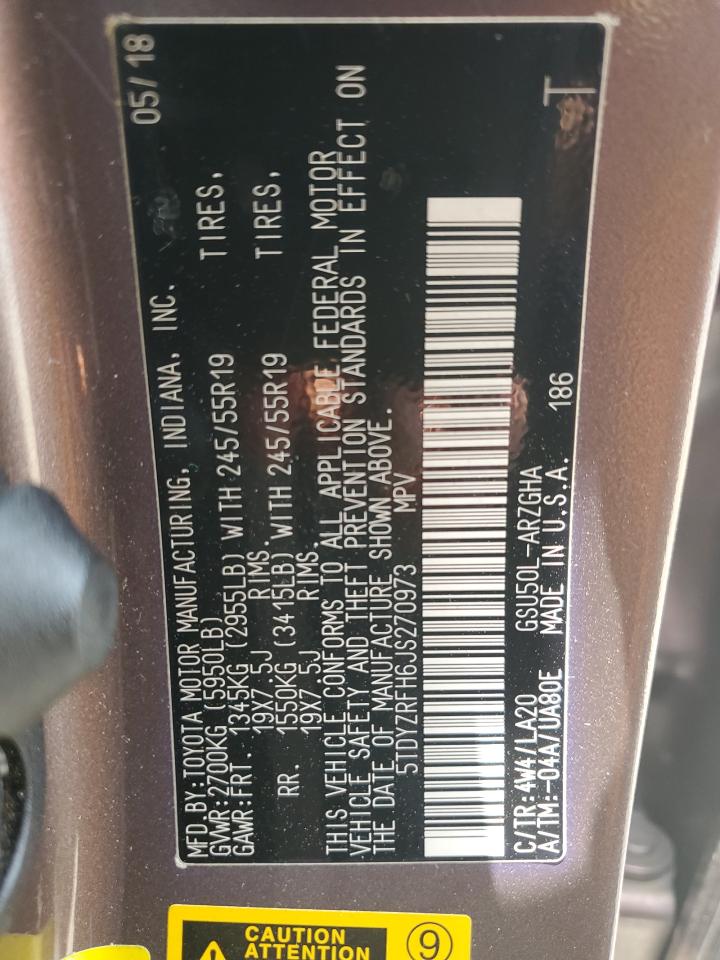 MFD.BY:TOYOTA MOTOR MANUFACTURING, INDIANA, INC. 05/18
GVWR:2700KG (5950LB)
GAWR:FRT. 1345KG (2955LB) WITH 245/55R19 TIRES,
19X7.5J RIMS
RR. 1550KG (3415LB) WITH 245/55R19 TIRES,
19X7.5J RIMS
THIS VEHICLE CONFORMS TO ALL APPLICABLE FEDERAL MOTOR
VEHICLE SAFETY AND THEFT PREVENTION STANDARDS IN EFFECT ON
THE DATE OF MANUFACTURE SHOWN ABOVE.
5TDYZRFH6JS270973 MPV
C/TR:4W4/LA20 GSU50L-ARZGHA 186
A/TM:-04A/UA80E MADE IN U.S.A. T
CAUTION 9
ATTENTION